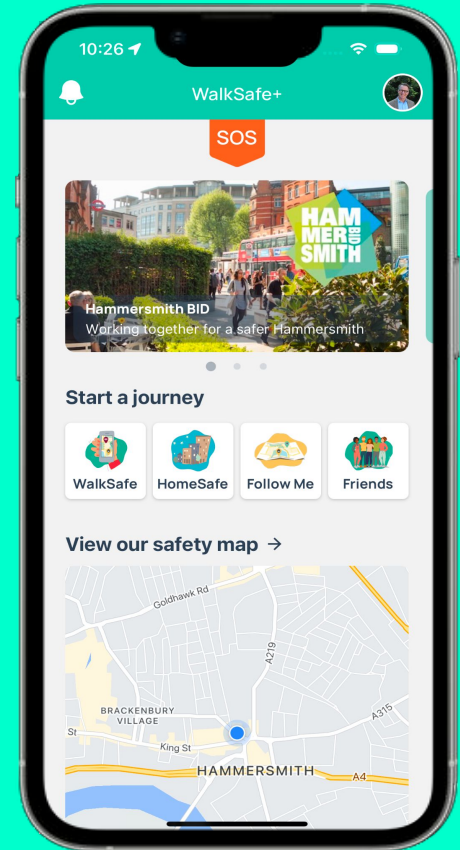 10:26
WalkSafe+
SOS
HAM
MER
SMITH
BID
Hammersmith BID
Working together for a safer Hammersmith
Start a journey
WalkSafe
HomeSafe
Follow Me
Friends
View our safety map →
Goldhawk Rd
A219
BRACKENBURY
VILLAGE
A315
St
King St
HAMMERSMITH
A4